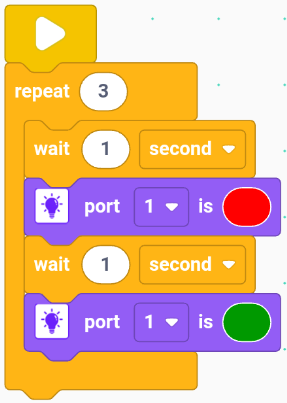 repeat 3
wait 1 second
port 1 is
wait 1 second
port 1 is